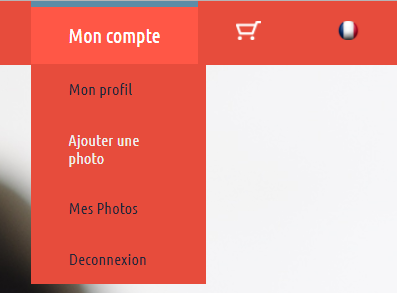 Mon compte
Mon profil
Ajouter une
photo
Mes Photos
Deconnexion